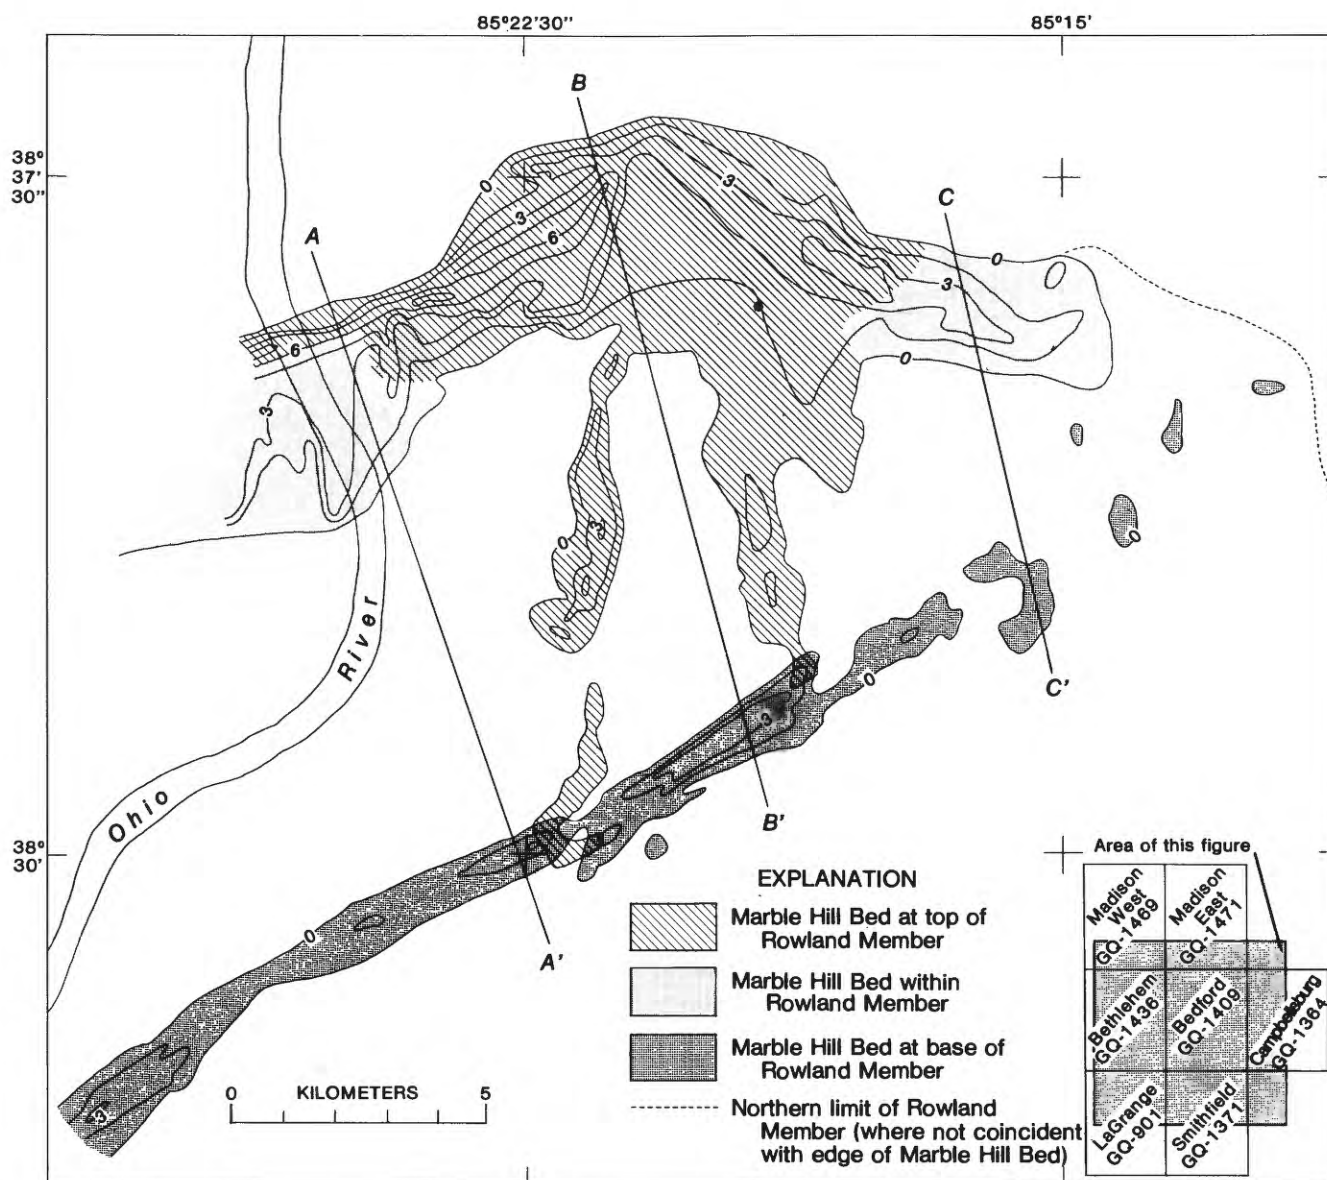 85°22'30"
85°15'
38°
37'
30"
B
A
C
0
3
3
6
0
3
6
3
0
3
0
0
3
0
C'
3
River
Ohio
B'
38°
30'
A'
0
3
0
KILOMETERS
5
EXPLANATION
Marble Hill Bed at top of
Rowland Member
Marble Hill Bed within
Rowland Member
Marble Hill Bed at base of
Rowland Member
Northern limit of Rowland
Member (where not coincident
with edge of Marble Hill Bed)
Area of this figure
Madison
West
GQ-1469
Madison
East
GQ-1471
Bethlehem
GQ-1436
Bedford
GQ-1409
Campbellsburg
GQ-1364
LaGrange
GQ-901
Smithfield
GQ-1371